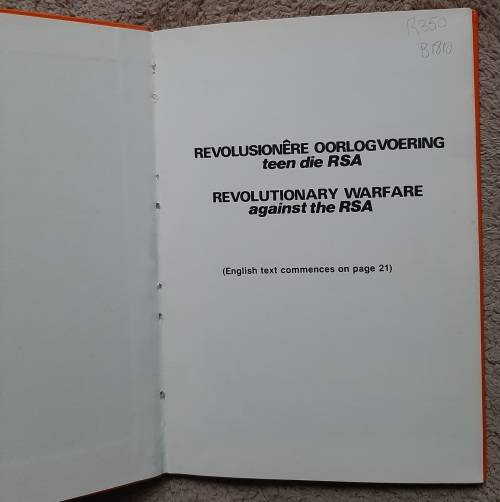 R350
B1810
REVOLUSIONÊRE OORLOGVOERING
teen die RSA
REVOLUTIONARY WARFARE
against the RSA
(English text commences on page 21)